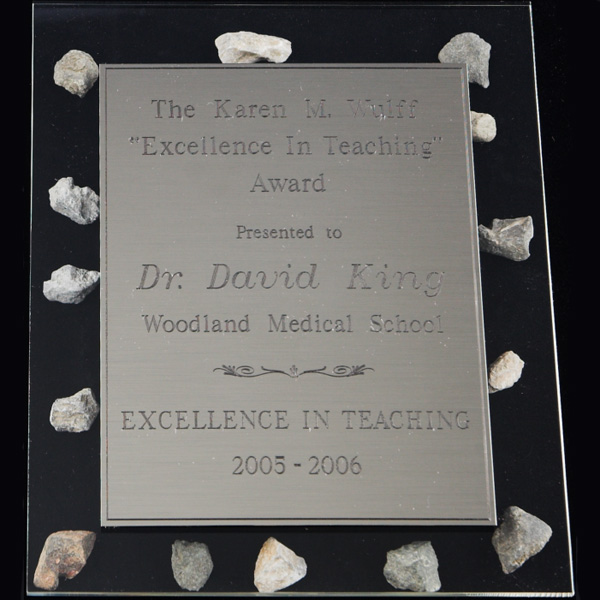 The Karen M. Wulff
"Excellence In Teaching"
Award
Presented to
Dr. David King
Woodland Medical School
EXCELLENCE IN TEACHING
2005-2006